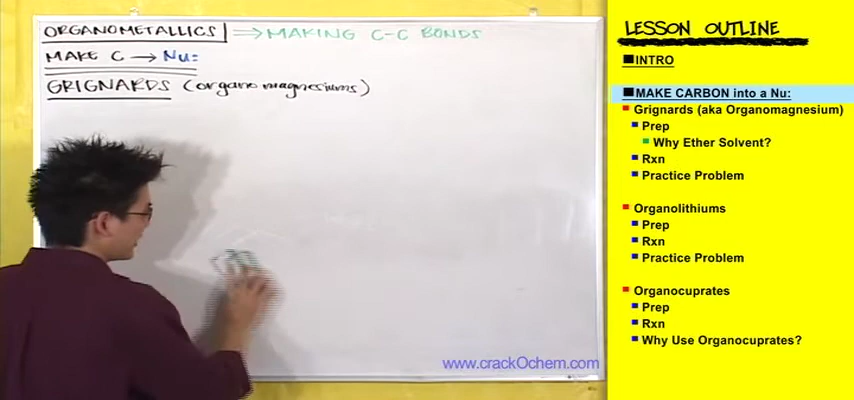 ORGANOMETALLICS ⇒ MAKING C-C BONDS
MAKE C → Nu:
GRIGNARDS (organomagnesiums)
www.crackOchem.com
LESSON OUTLINE
INTRO
MAKE CARBON into a Nu:
Grignards (aka Organomagnesium)
Prep
Why Ether Solvent?
Rxn
Practice Problem
Organolithiums
Prep
Rxn
Practice Problem
Organocuprates
Prep
Rxn
Why Use Organocuprates?